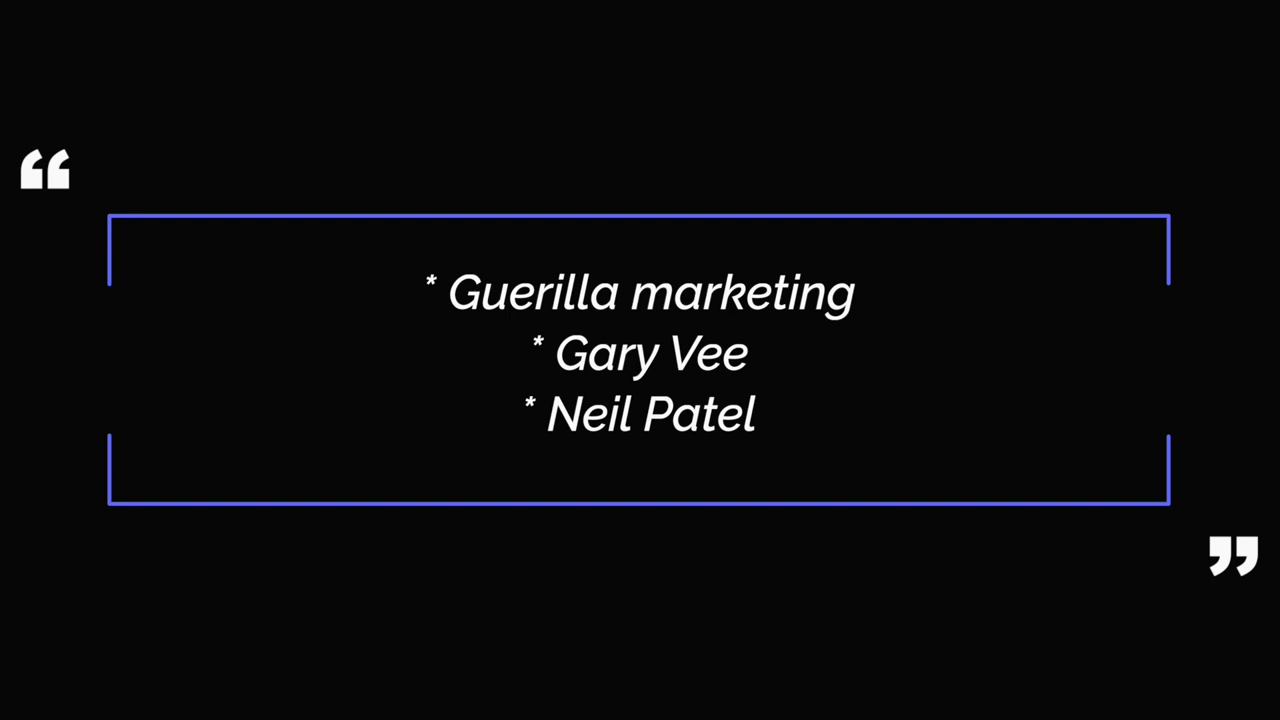 “
* Guerilla marketing
* Gary Vee
* Neil Patel
”